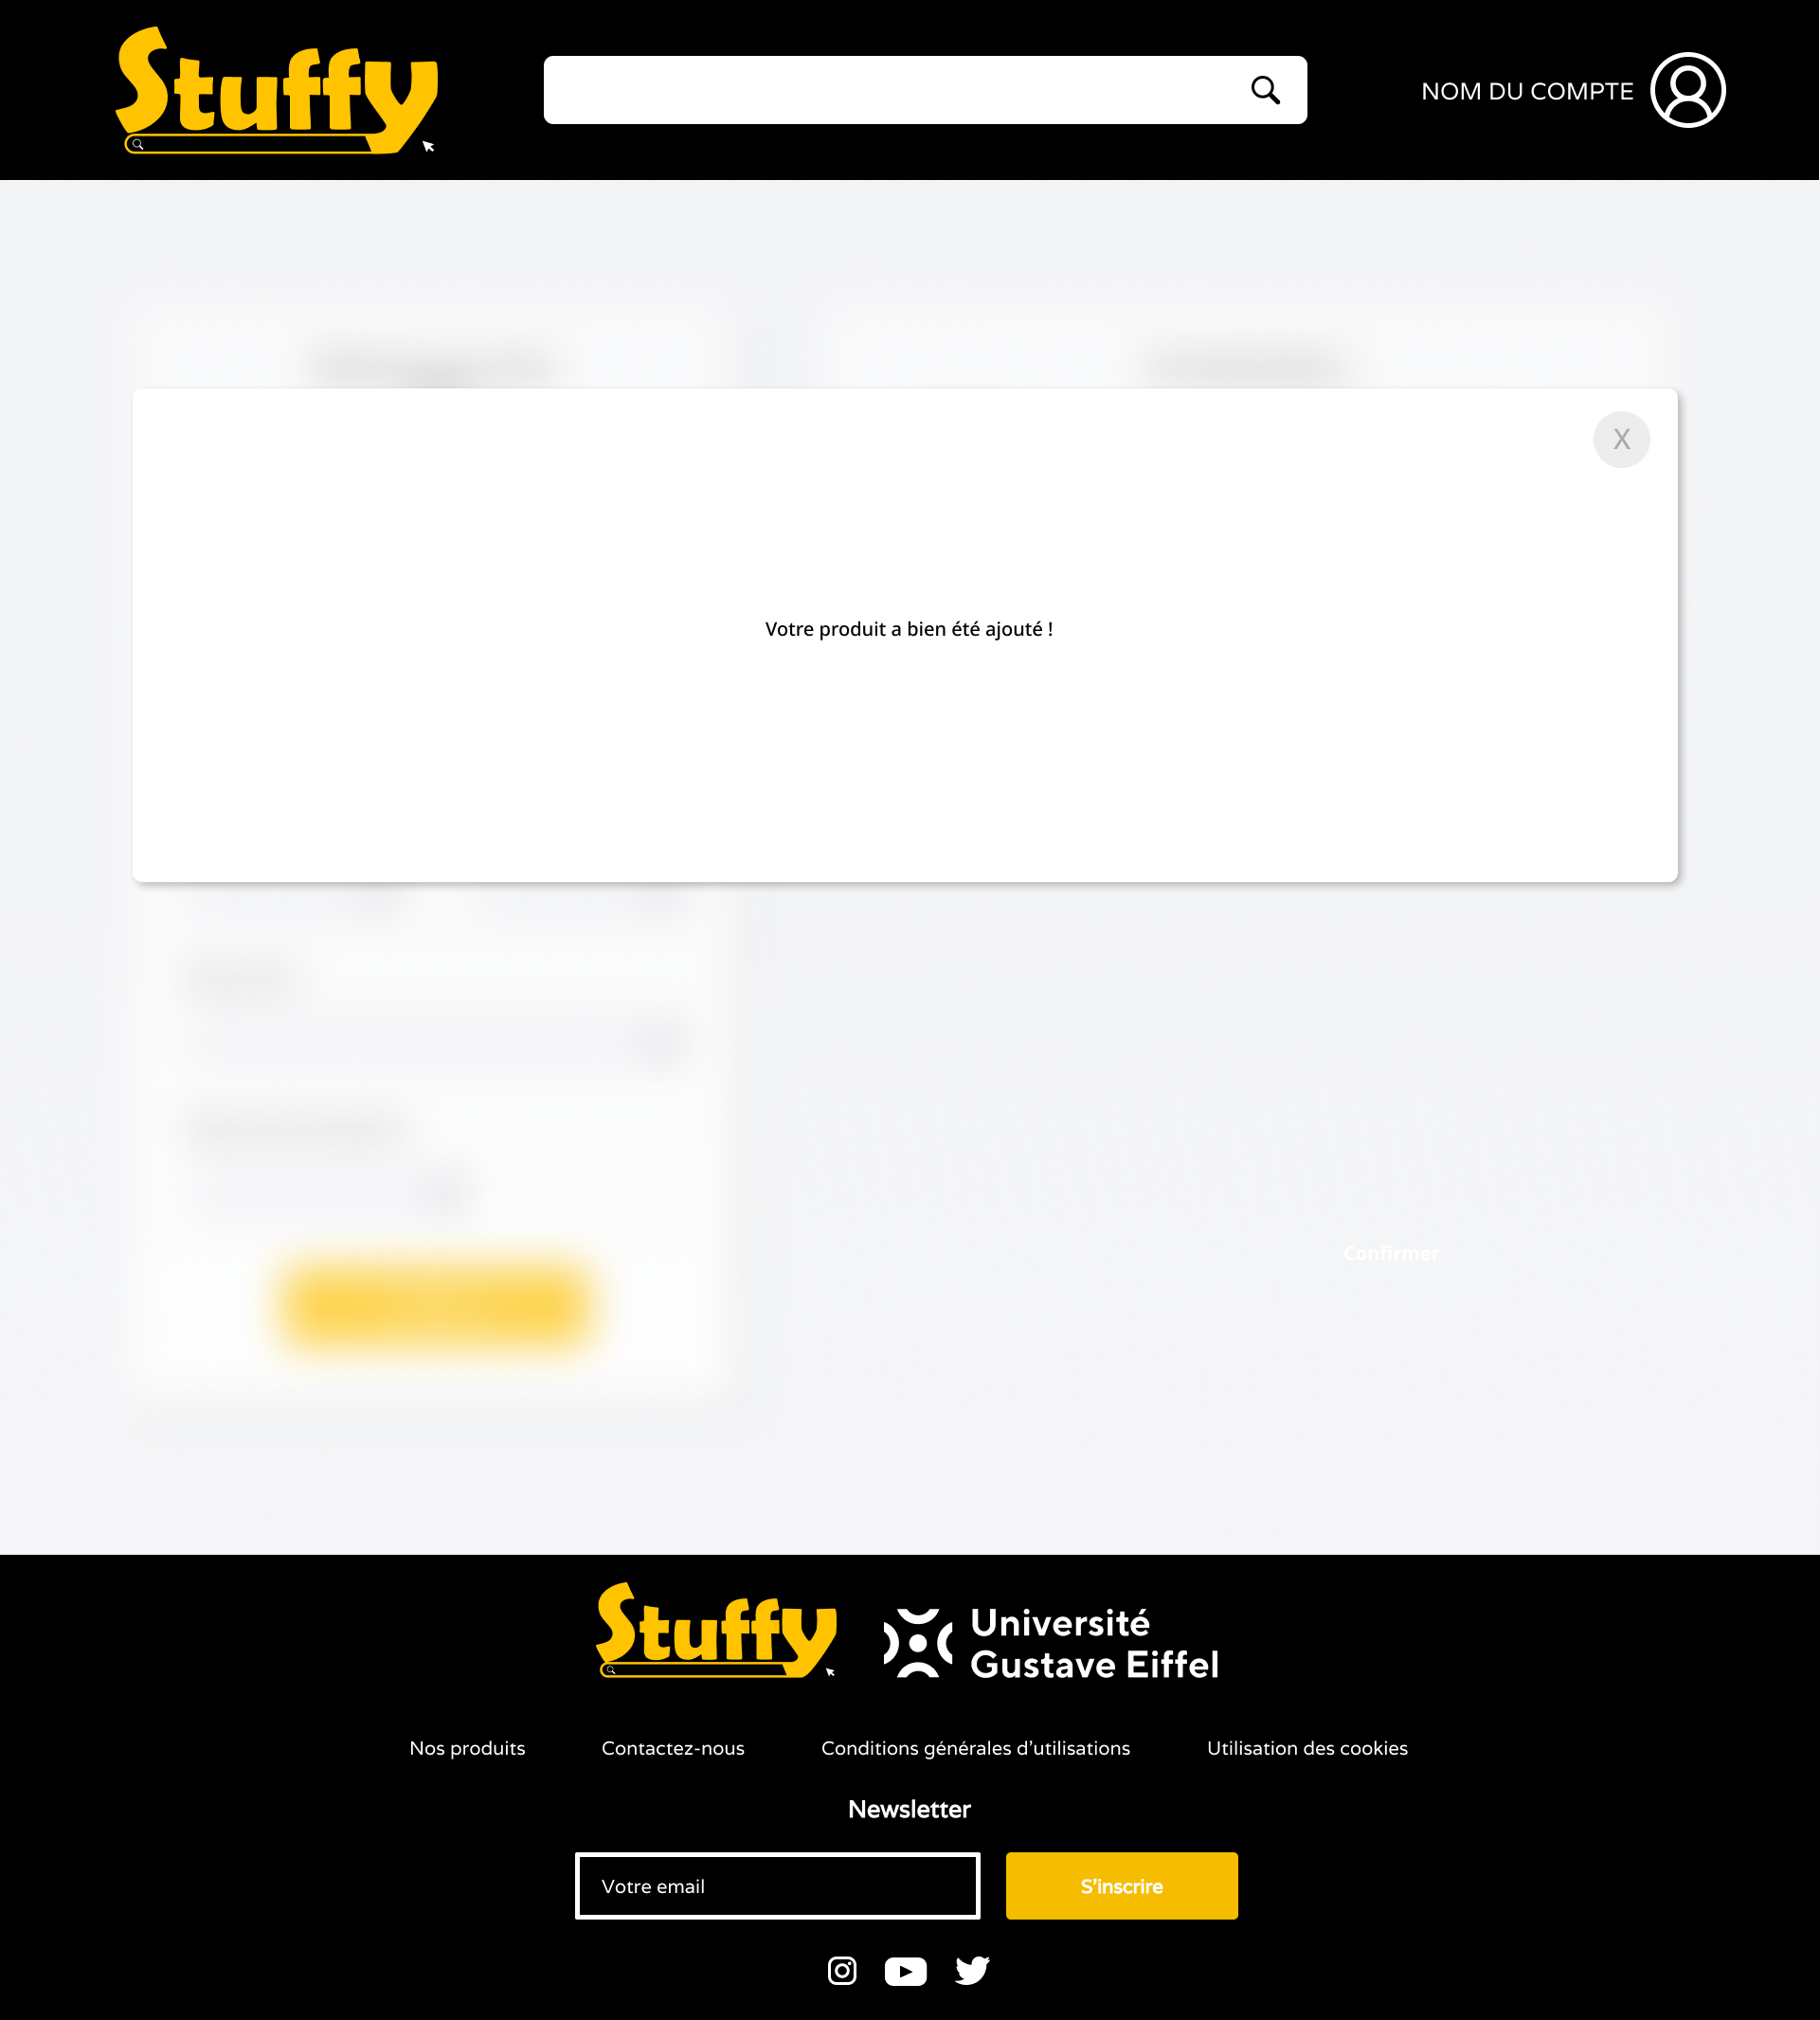 Stuffy
NOM DU COMPTE
X
Votre produit a bien été ajouté !
Confirmer
Stuffy
Université
Gustave Eiffel
Nos produits
Contactez-nous
Conditions générales d’utilisations
Utilisation des cookies
Newsletter
Votre email
S’inscrire